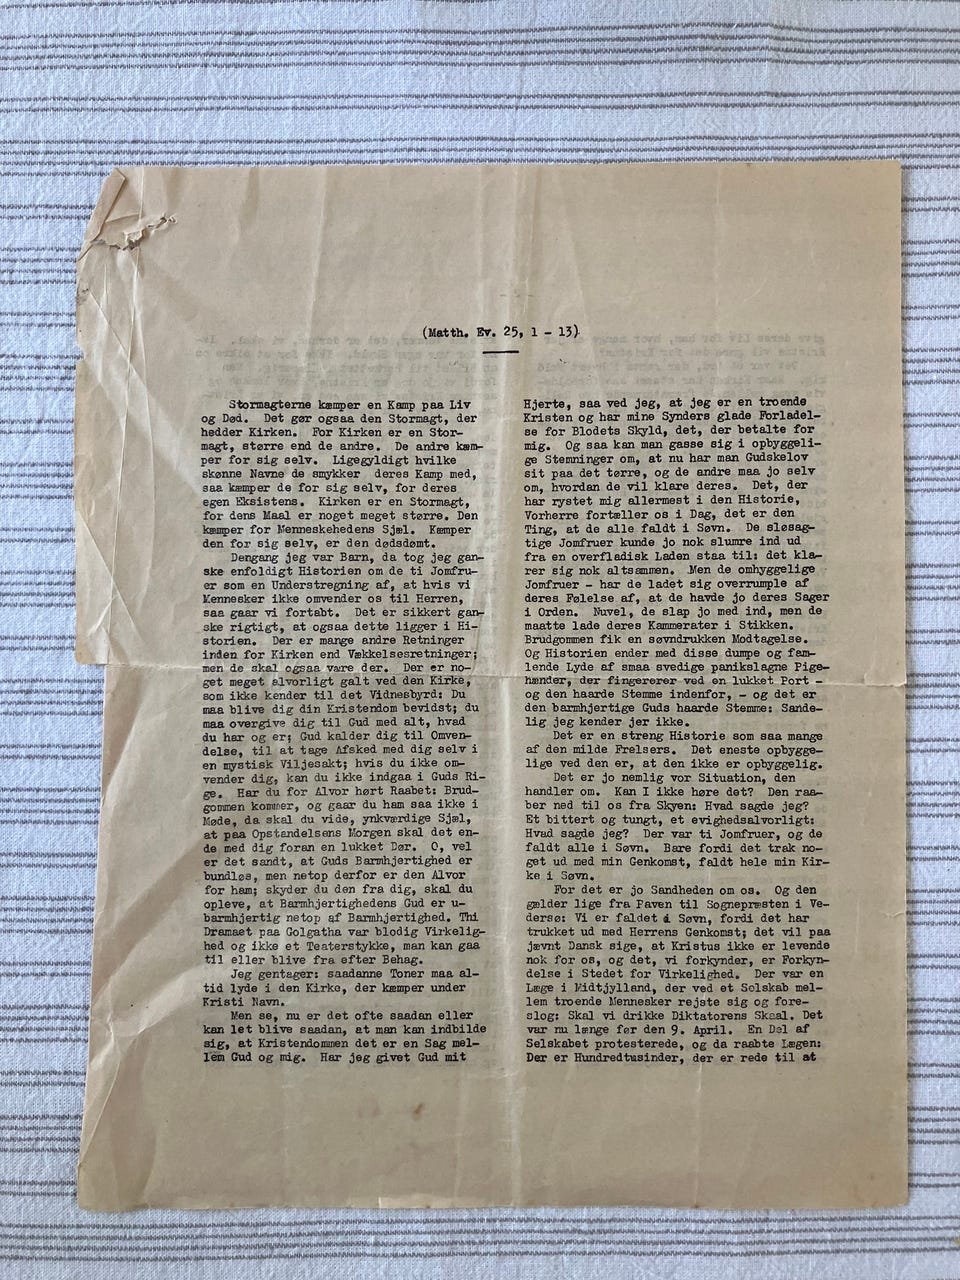 (Matth. Ev. 25, 1 - 13)
Stormagterne kæmper en Kamp paa Liv
og Død. Det gør ogsaa den Stormagt, der
hedder Kirken. For Kirken er en Stor-
magt, større end de andre. De andre kæm-
per for sig selv. Ligegyldigt hvilke
skønne Navne de smykker deres Kamp med,
saa kæmper de for sig selv, for deres
egen Eksistens. Kirken er en Stormagt,
for dens Maal er noget meget større. Den
kæmper for Menneskehedens Sjæl. Kæmper
den for sig selv, er den dødsdømt.
Dengang jeg var Barn, da tog jeg gan-
ske enfoldigt Historien om de ti Jomfru-
er som en Understregning af, at hvis vi
Mennesker ikke omvender os til Herren,
saa gaar vi fortabt. Det er sikkert gan-
ske rigtigt, at ogsaa dette ligger i Hi-
storien. Der er mange andre Retninger
inden for Kirken end Vækkelsesretninger;
men de skal ogsaa være der. Der er no-
get meget alvorligt galt ved den Kirke,
som ikke kender til det Vidnesbyrd: Du
maa blive dig din Kristendom bevidst; du
maa overgive dig til Gud med alt, hvad
du har og er; Gud kalder dig til Omven-
delse, til at tage Afsked med dig selv i
en mystisk Viljesakt; hvis du ikke om-
vender dig, kan du ikke indgaa i Guds Ri-
ge. Har du for Alvor hørt Raabet: Brud-
gommen kommer, og gaar du ham saa ikke i
Møde, da skal du vide, ynkværdige Sjæl,
at paa Opstandelsens Morgen skal det en-
de med dig foran en lukket Dør. O, vel
er det sandt, at Guds Barmhjertighed er
bundløs, men netop derfor er den Alvor
for ham; skyder du den fra dig, skal du
opleve, at Barmhjertighedens Gud er u-
barmhjertig netop af Barmhjertighed. Thi
Dramaet paa Golgatha var blodig Virkelig-
hed og ikke et Teaterstykke, man kan gaa
til eller blive fra efter Behag.
Jeg gentager: saadanne Toner maa al-
tid lyde i den Kirke, der kæmper under
Kristi Navn.
Men se, nu er det ofte saadan eller
kan let blive saadan, at man kan indbilde
sig, at Kristendommen det er en Sag mel-
lem Gud og mig. Har jeg givet Gud mit
Hjerte, saa ved jeg, at jeg er en troende
Kristen og har mine Synders glade Forladel-
se for Blodets Skyld, det, der betalte for
mig. Og saa kan man gasse sig i opbyggeli-
ge Stemninger om, at nu har man Gudskelov
sit paa det tørre, og de andre maa jo selv
om, hvordan de vil klare deres. Det, der
har rystet mig allermest i den Historie,
Vorherre fortæller os i Dag, det er den
Ting, at de alle faldt i Søvn. De sløsag-
tige Jomfruer kunde jo nok slumre ind ud
fra en overfladisk Laden staa til: det kla-
rer sig nok altsammen. Men de omhyggelige
Jomfruer - har de ladet sig overrumple af
deres Følelse af, at de havde jo deres Sager
i Orden. Nuvel, de slap jo med ind, men de
maatte lade deres Kammerater i Stikken.
Brudgommen fik en søvndrukken Modtagelse.
Og Historien ender med disse dumpe og fam-
lende Lyde af smaa svedige panikslagne Pige-
hænder, der fingererer ved en lukket Port -
og den haarde Stemme indenfor, - og det er
den barmhjertige Guds haarde Stemme: Sande-
lig jeg kender jer ikke.
Det er en streng Historie som saa mange
af den milde Frelsers. Det eneste opbygge-
lige ved den er, at den ikke er opbyggelig.
Det er jo nemlig vor Situation, den
handler om. Kan I ikke høre det? Den raa-
ber ned til os fra Skyen: Hvad sagde jeg?
Et bittert og tungt, et evighedsalvorligt:
Hvad sagde jeg? Der var ti Jomfruer, og de
faldt alle i Søvn. Bare fordi det trak no-
get ud med min Genkomst, faldt hele min Kir-
ke i Søvn.
For det er jo Sandheden om os. Og den
gælder lige fra Paven til Sognepræsten i Ve-
dersø: Vi er faldet i Søvn, fordi det har
trukket ud med Herrens Genkomst; det vil paa
jævnt Dansk sige, at Kristus ikke er levende
nok for os, og det, vi forkynder, er Forkyn-
delse i Stedet for Virkelighed. Der var en
Læge i Midtjylland, der ved et Selskab mel-
lem troende Mennesker rejste sig og fore-
slog: Skal vi drikke Diktatorens Skaal. Det
var nu længe før den 9. April. En Del af
Selskabet protesterede, og da raabte Lægen:
Der er Hundredtusinder, der er rede til at